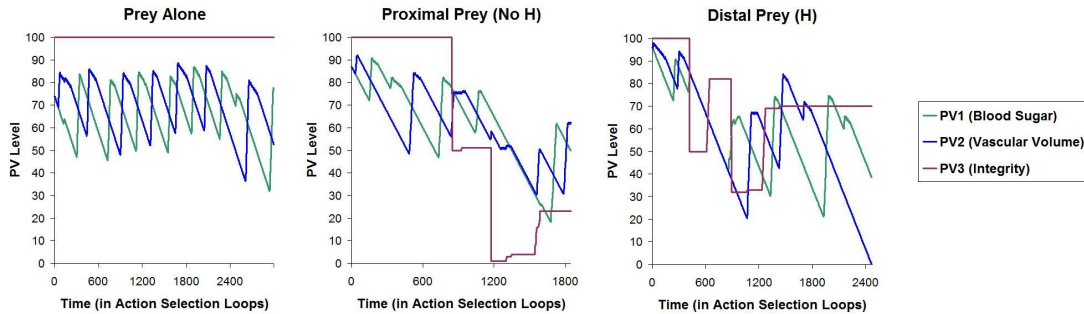 Prey Alone
PV Level
100
90
80
70
60
50
40
30
20
10
0
0 600 1200 1800 2400
Time (in Action Selection Loops)
Proximal Prey (No H)
PV Level
100
90
80
70
60
50
40
30
20
10
0
0 600 1200 1800
Time (in Action Selection Loops)
Distal Prey (H)
PV Level
100
90
80
70
60
50
40
30
20
10
0
0 600 1200 1800 2400
Time (in Action Selection Loops)
PV1 (Blood Sugar)
PV2 (Vascular Volume)
PV3 (Integrity)